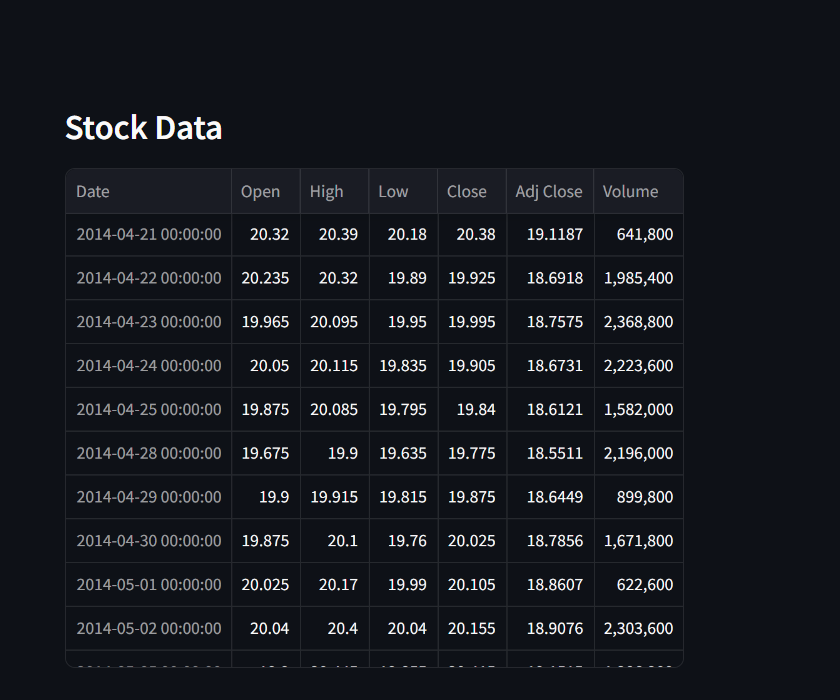 Stock Data
Date Open High Low Close Adj Close Volume
2014-04-21 00:00:00 20.32 20.39 20.18 20.38 19.1187 641,800
2014-04-22 00:00:00 20.235 20.32 19.89 19.925 18.6918 1,985,400
2014-04-23 00:00:00 19.965 20.095 19.95 19.995 18.7575 2,368,800
2014-04-24 00:00:00 20.05 20.115 19.835 19.905 18.6731 2,223,600
2014-04-25 00:00:00 19.875 20.085 19.795 19.84 18.6121 1,582,000
2014-04-28 00:00:00 19.675 19.9 19.635 19.775 18.5511 2,196,000
2014-04-29 00:00:00 19.9 19.915 19.815 19.875 18.6449 899,800
2014-04-30 00:00:00 19.875 20.1 19.76 20.025 18.7856 1,671,800
2014-05-01 00:00:00 20.025 20.17 19.99 20.105 18.8607 622,600
2014-05-02 00:00:00 20.04 20.4 20.04 20.155 18.9076 2,303,600